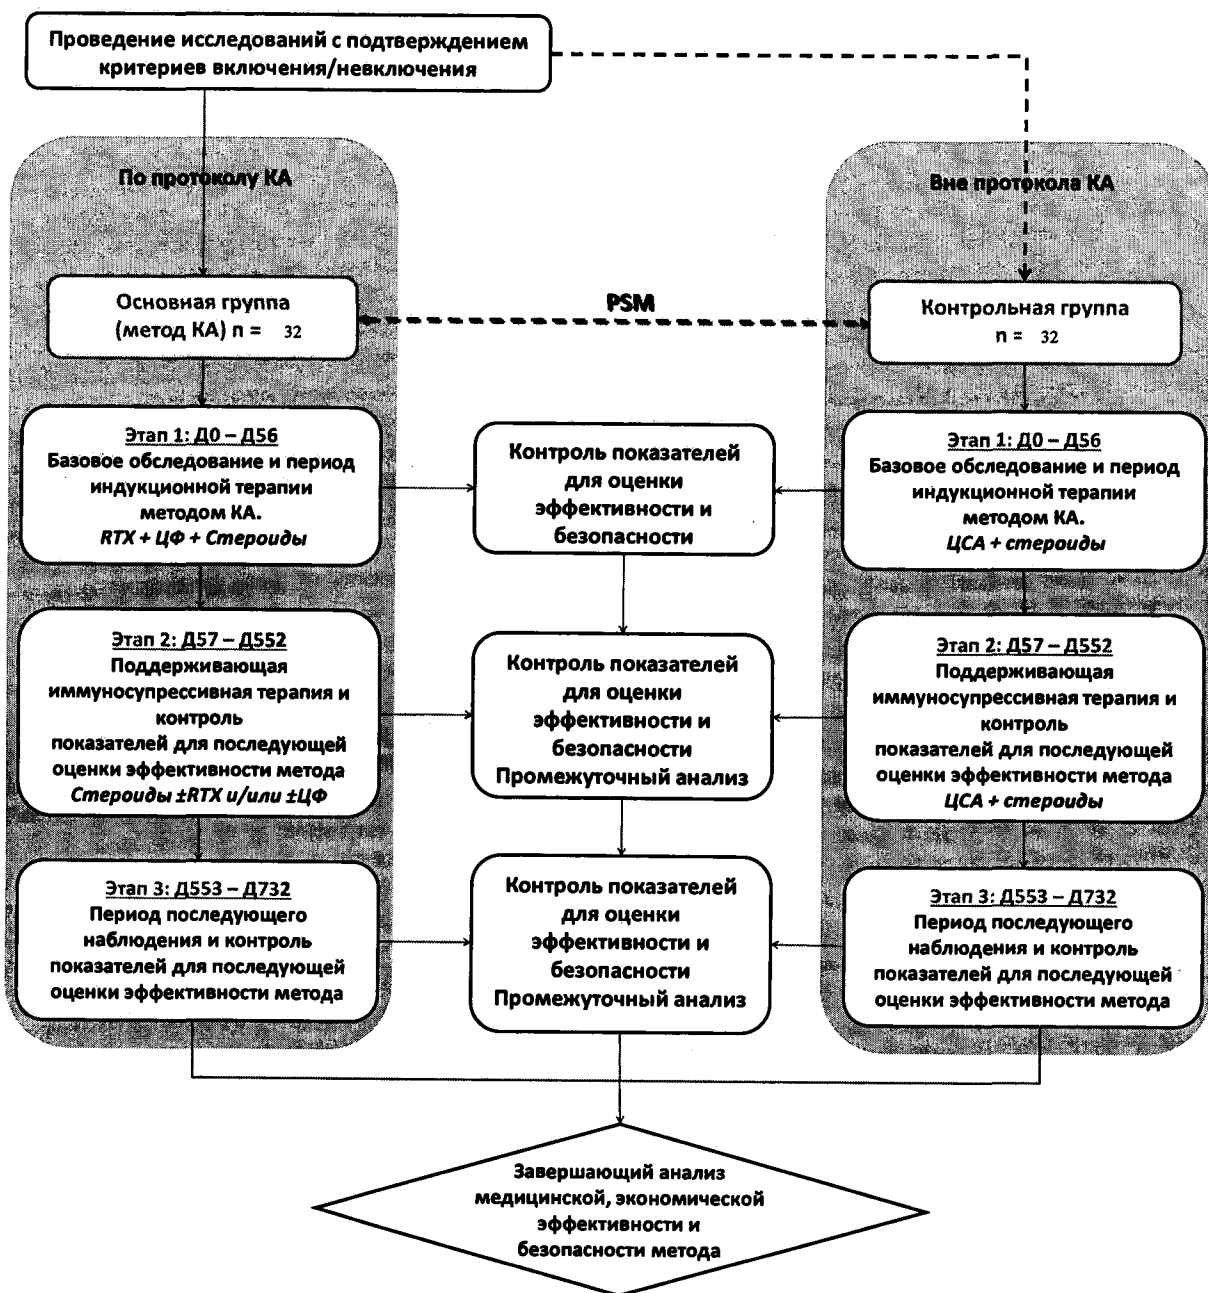 Проведение исследований с подтверждением
критериев включения/невключения
По протоколу КА
Вне протокола КА
Основная группа
(метод КА) n = 32
PSM
Контрольная группа
n = 32
Этап 1: Д0 – Д56
Базовое обследование и период
индукционной терапии
методом КА.
RTX + ЦФ + Стероиды
Контроль показателей
для оценки
эффективности и
безопасности
Этап 1: Д0 – Д56
Базовое обследование и период
индукционной терапии
методом КА.
ЦСА + стероиды
Этап 2: Д57 – Д552
Поддерживающая
иммуносупрессивная терапия и
контроль
показателей для последующей
оценки эффективности метода
Стероиды ±RTX и/или ±ЦФ
Контроль показателей
для оценки
эффективности и
безопасности
Промежуточный анализ
Этап 2: Д57 – Д552
Поддерживающая
иммуносупрессивная терапия и
контроль
показателей для последующей
оценки эффективности метода
ЦСА + стероиды
Этап 3: Д553 – Д732
Период последующего
наблюдения и контроль
показателей для последующей
оценки эффективности метода
Контроль показателей
для оценки
эффективности и
безопасности
Промежуточный анализ
Этап 3: Д553 – Д732
Период последующего
наблюдения и контроль
показателей для последующей
оценки эффективности метода
Завершающий анализ
медицинской, экономической
эффективности и
безопасности метода